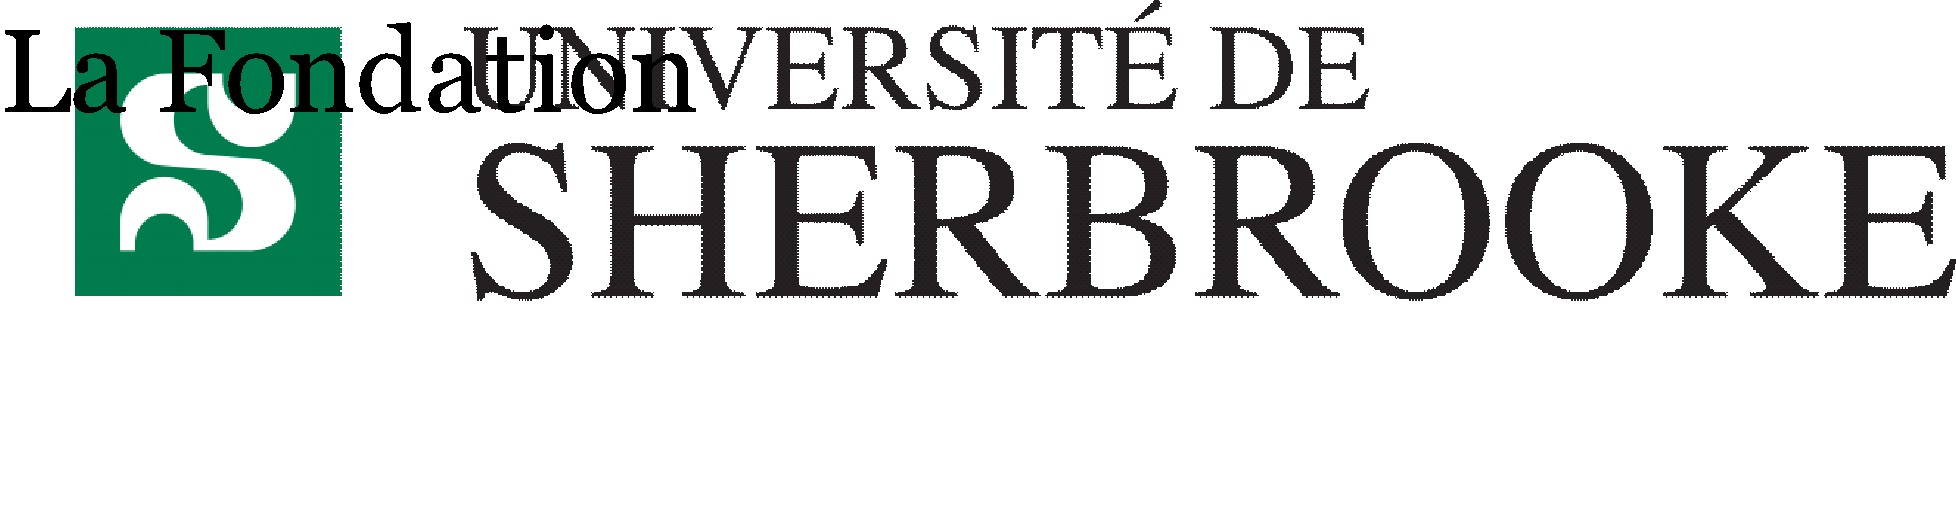 La Fondation
UNIVERSITÉ DE
SHERBROOKE